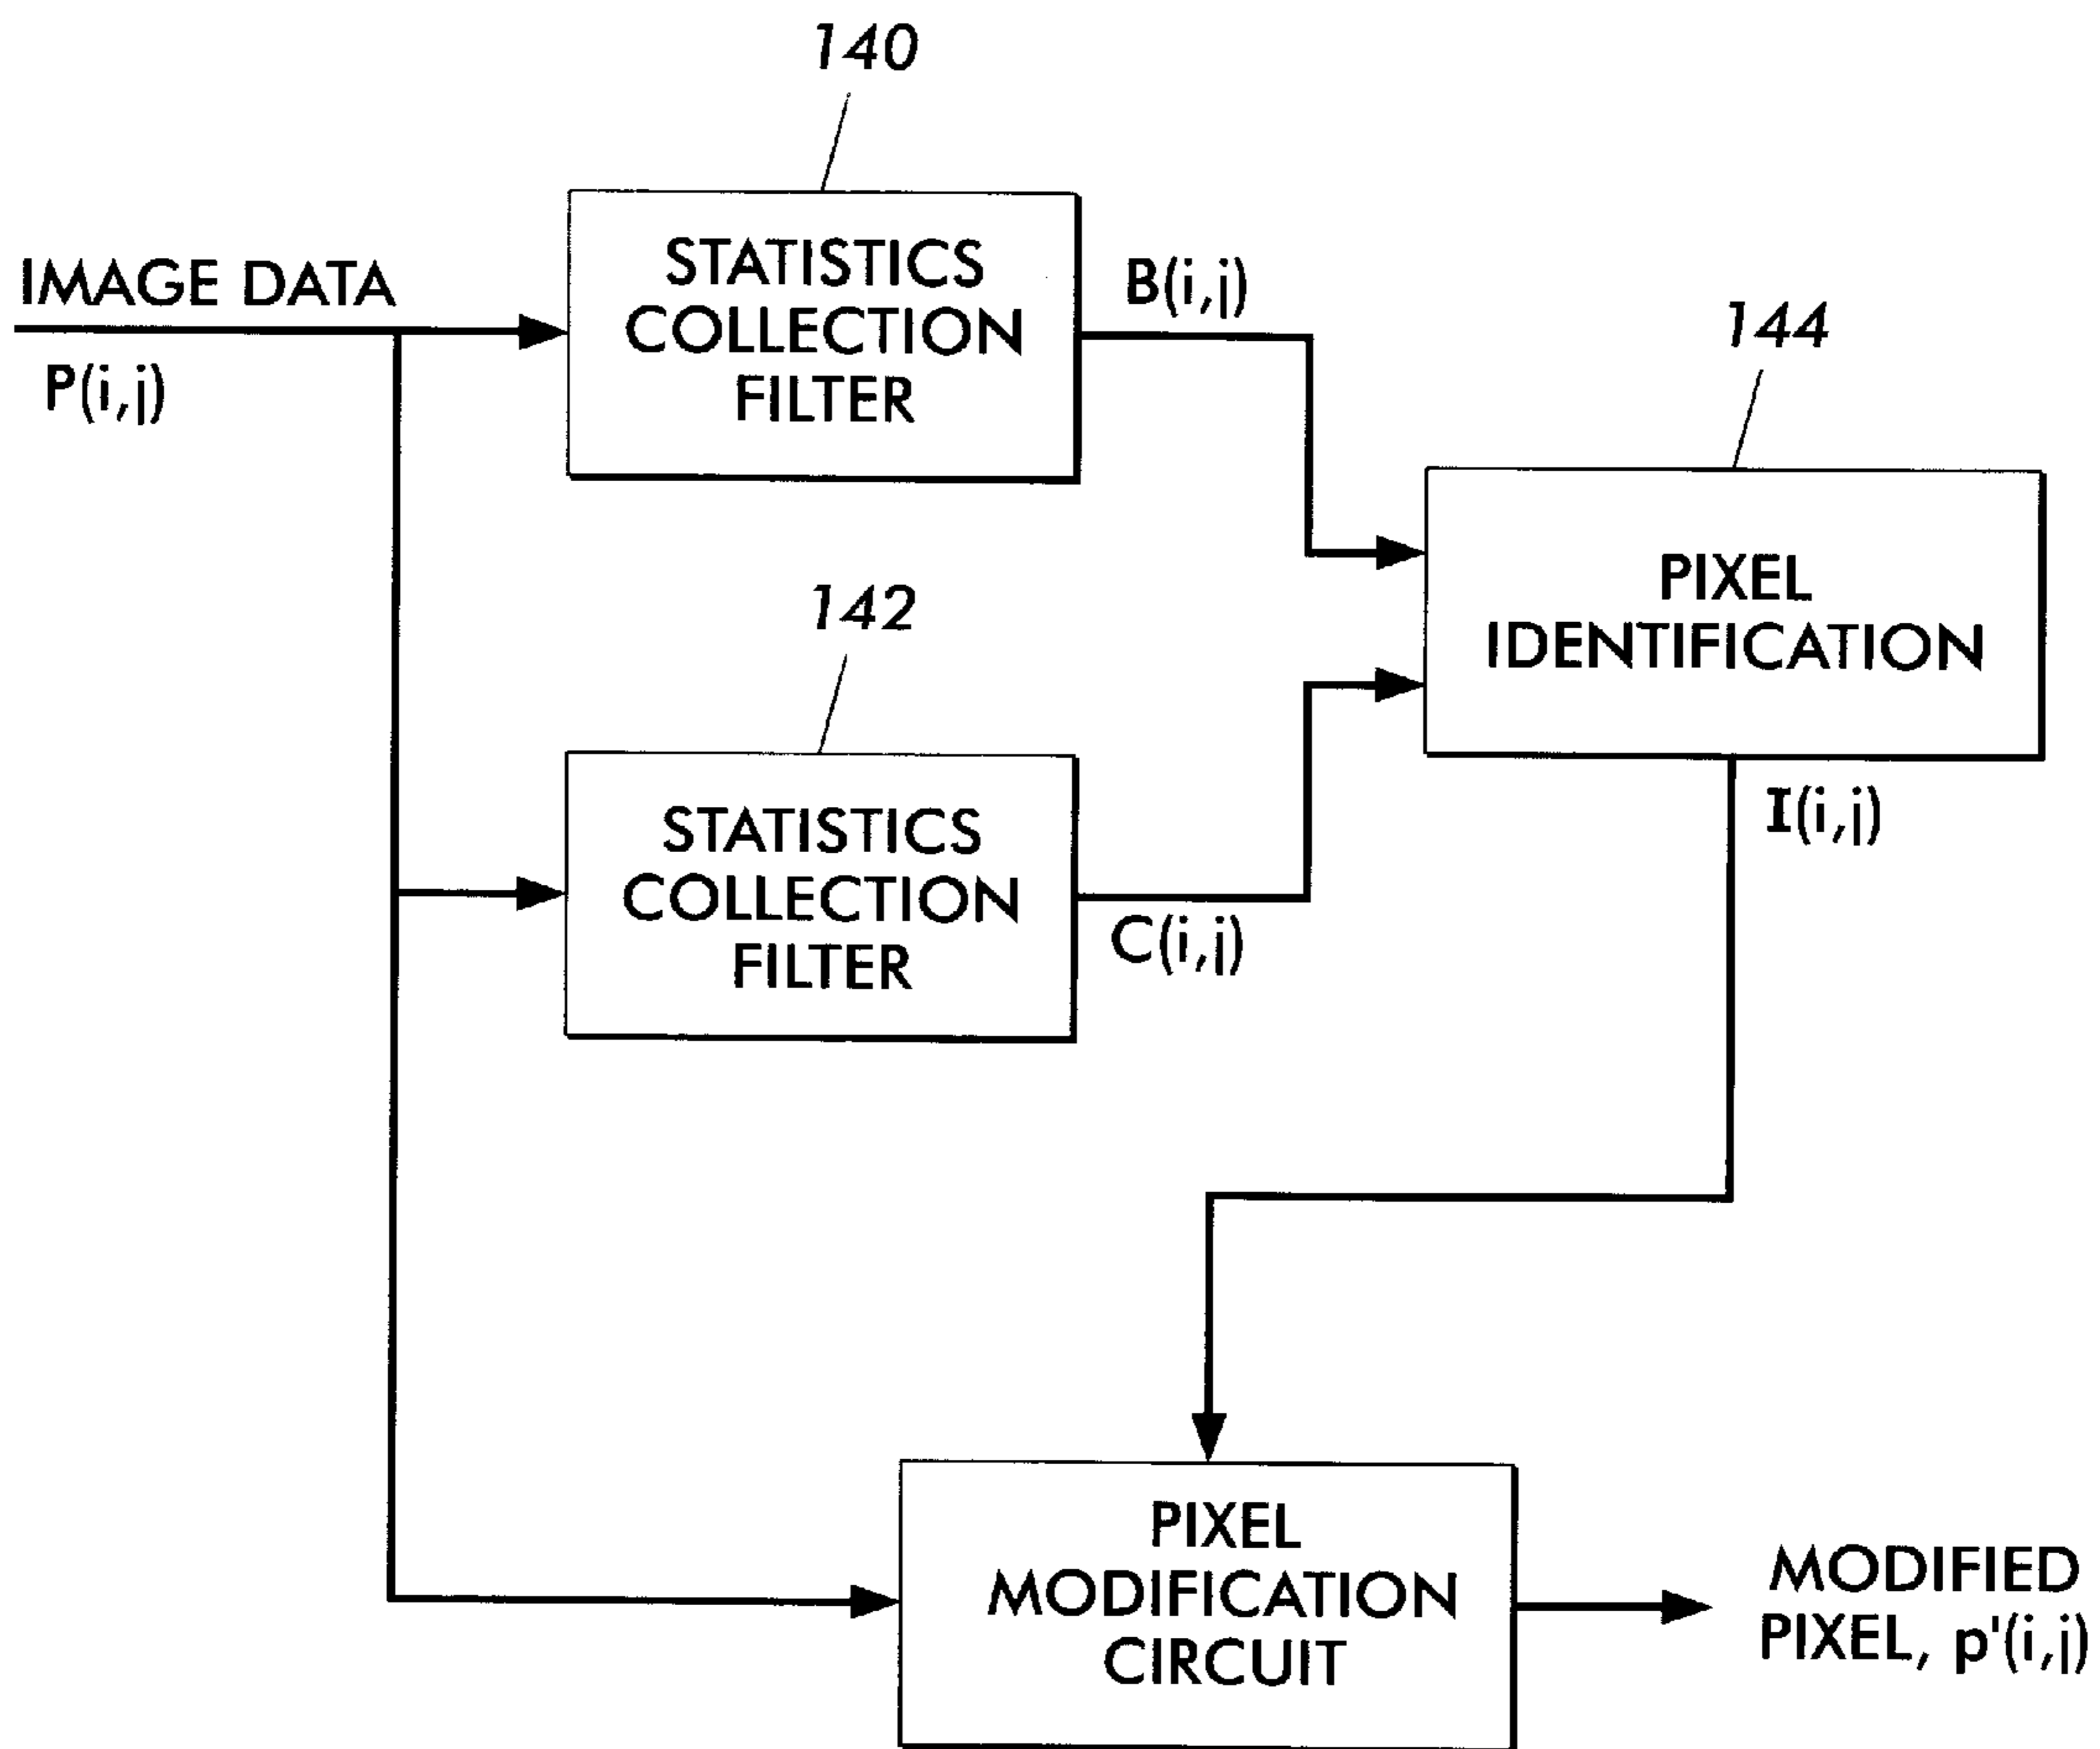 140
STATISTICS
COLLECTION
FILTER
IMAGE DATA
P(i,j)
B(i,j)
144
PIXEL
IDENTIFICATION
142
STATISTICS
COLLECTION
FILTER
C(i,j)
I(i,j)
PIXEL
MODIFICATION
CIRCUIT
MODIFIED
PIXEL, p'(i,j)